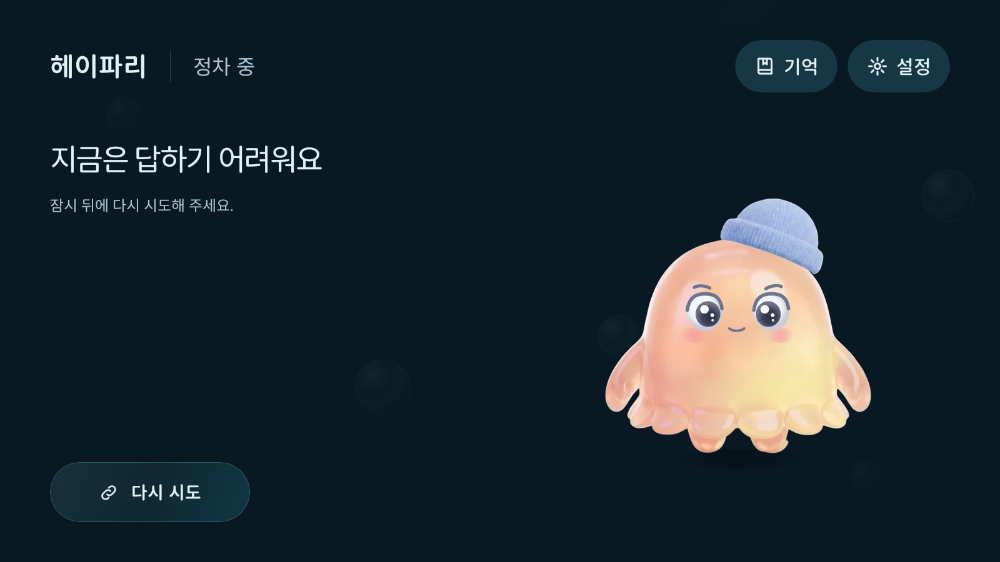 헤이파리
정차 중
기억
설정
지금은 답하기 어려워요
잠시 뒤에 다시 시도해 주세요.
다시 시도